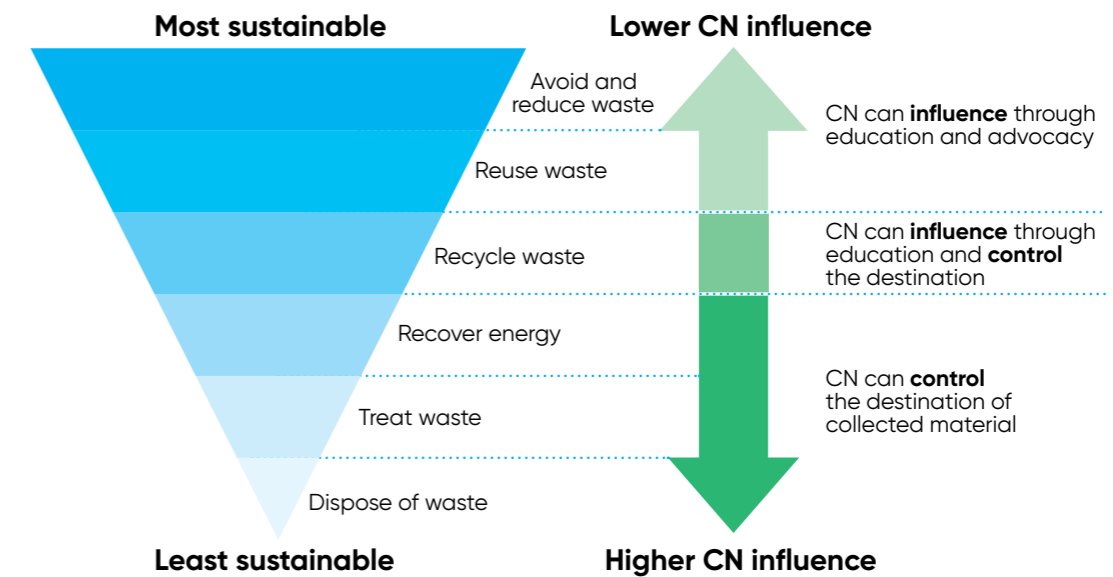 Most sustainable
Lower CN influence
Avoid and
reduce waste
CN can influence through
education and advocacy
Reuse waste
CN can influence through
education and control
the destination
Recycle waste
Recover energy
CN can control
the destination of
collected material
Treat waste
Dispose of waste
Least sustainable
Higher CN influence